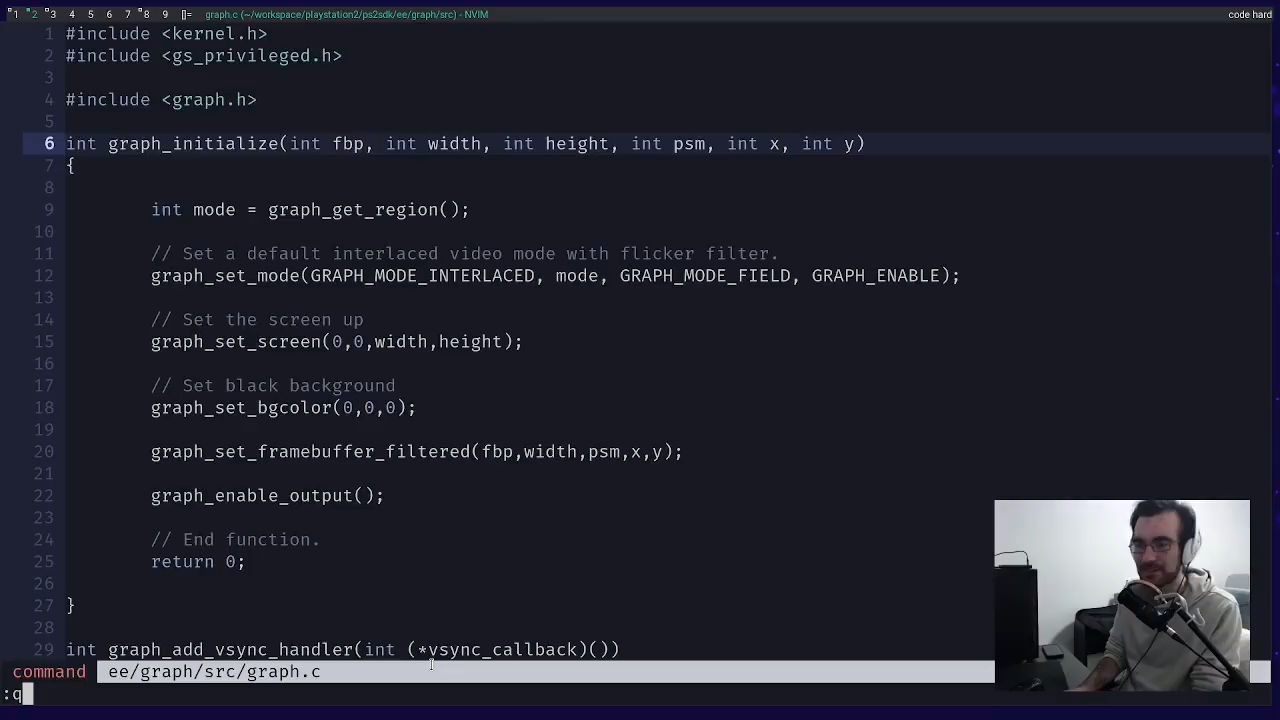 1 2 3 4 5 6 7 8 9 []= graph.c (~/workspace/playstation2/ps2sdk/ee/graph/src) - NVIM code hard
1 #include <kernel.h>
2 #include <gs_privileged.h>
3
4 #include <graph.h>
5
6 int graph_initialize(int fbp, int width, int height, int psm, int x, int y)
7 {
8
9 int mode = graph_get_region();
10
11 // Set a default interlaced video mode with flicker filter.
12 graph_set_mode(GRAPH_MODE_INTERLACED, mode, GRAPH_MODE_FIELD, GRAPH_ENABLE);
13
14 // Set the screen up
15 graph_set_screen(0,0,width,height);
16
17 // Set black background
18 graph_set_bgcolor(0,0,0);
19
20 graph_set_framebuffer_filtered(fbp,width,psm,x,y);
21
22 graph_enable_output();
23
24 // End function.
25 return 0;
26
27 }
28
29 int graph_add_vsync_handler(int (*vsync_callback)())
command ee/graph/src/graph.c
:q